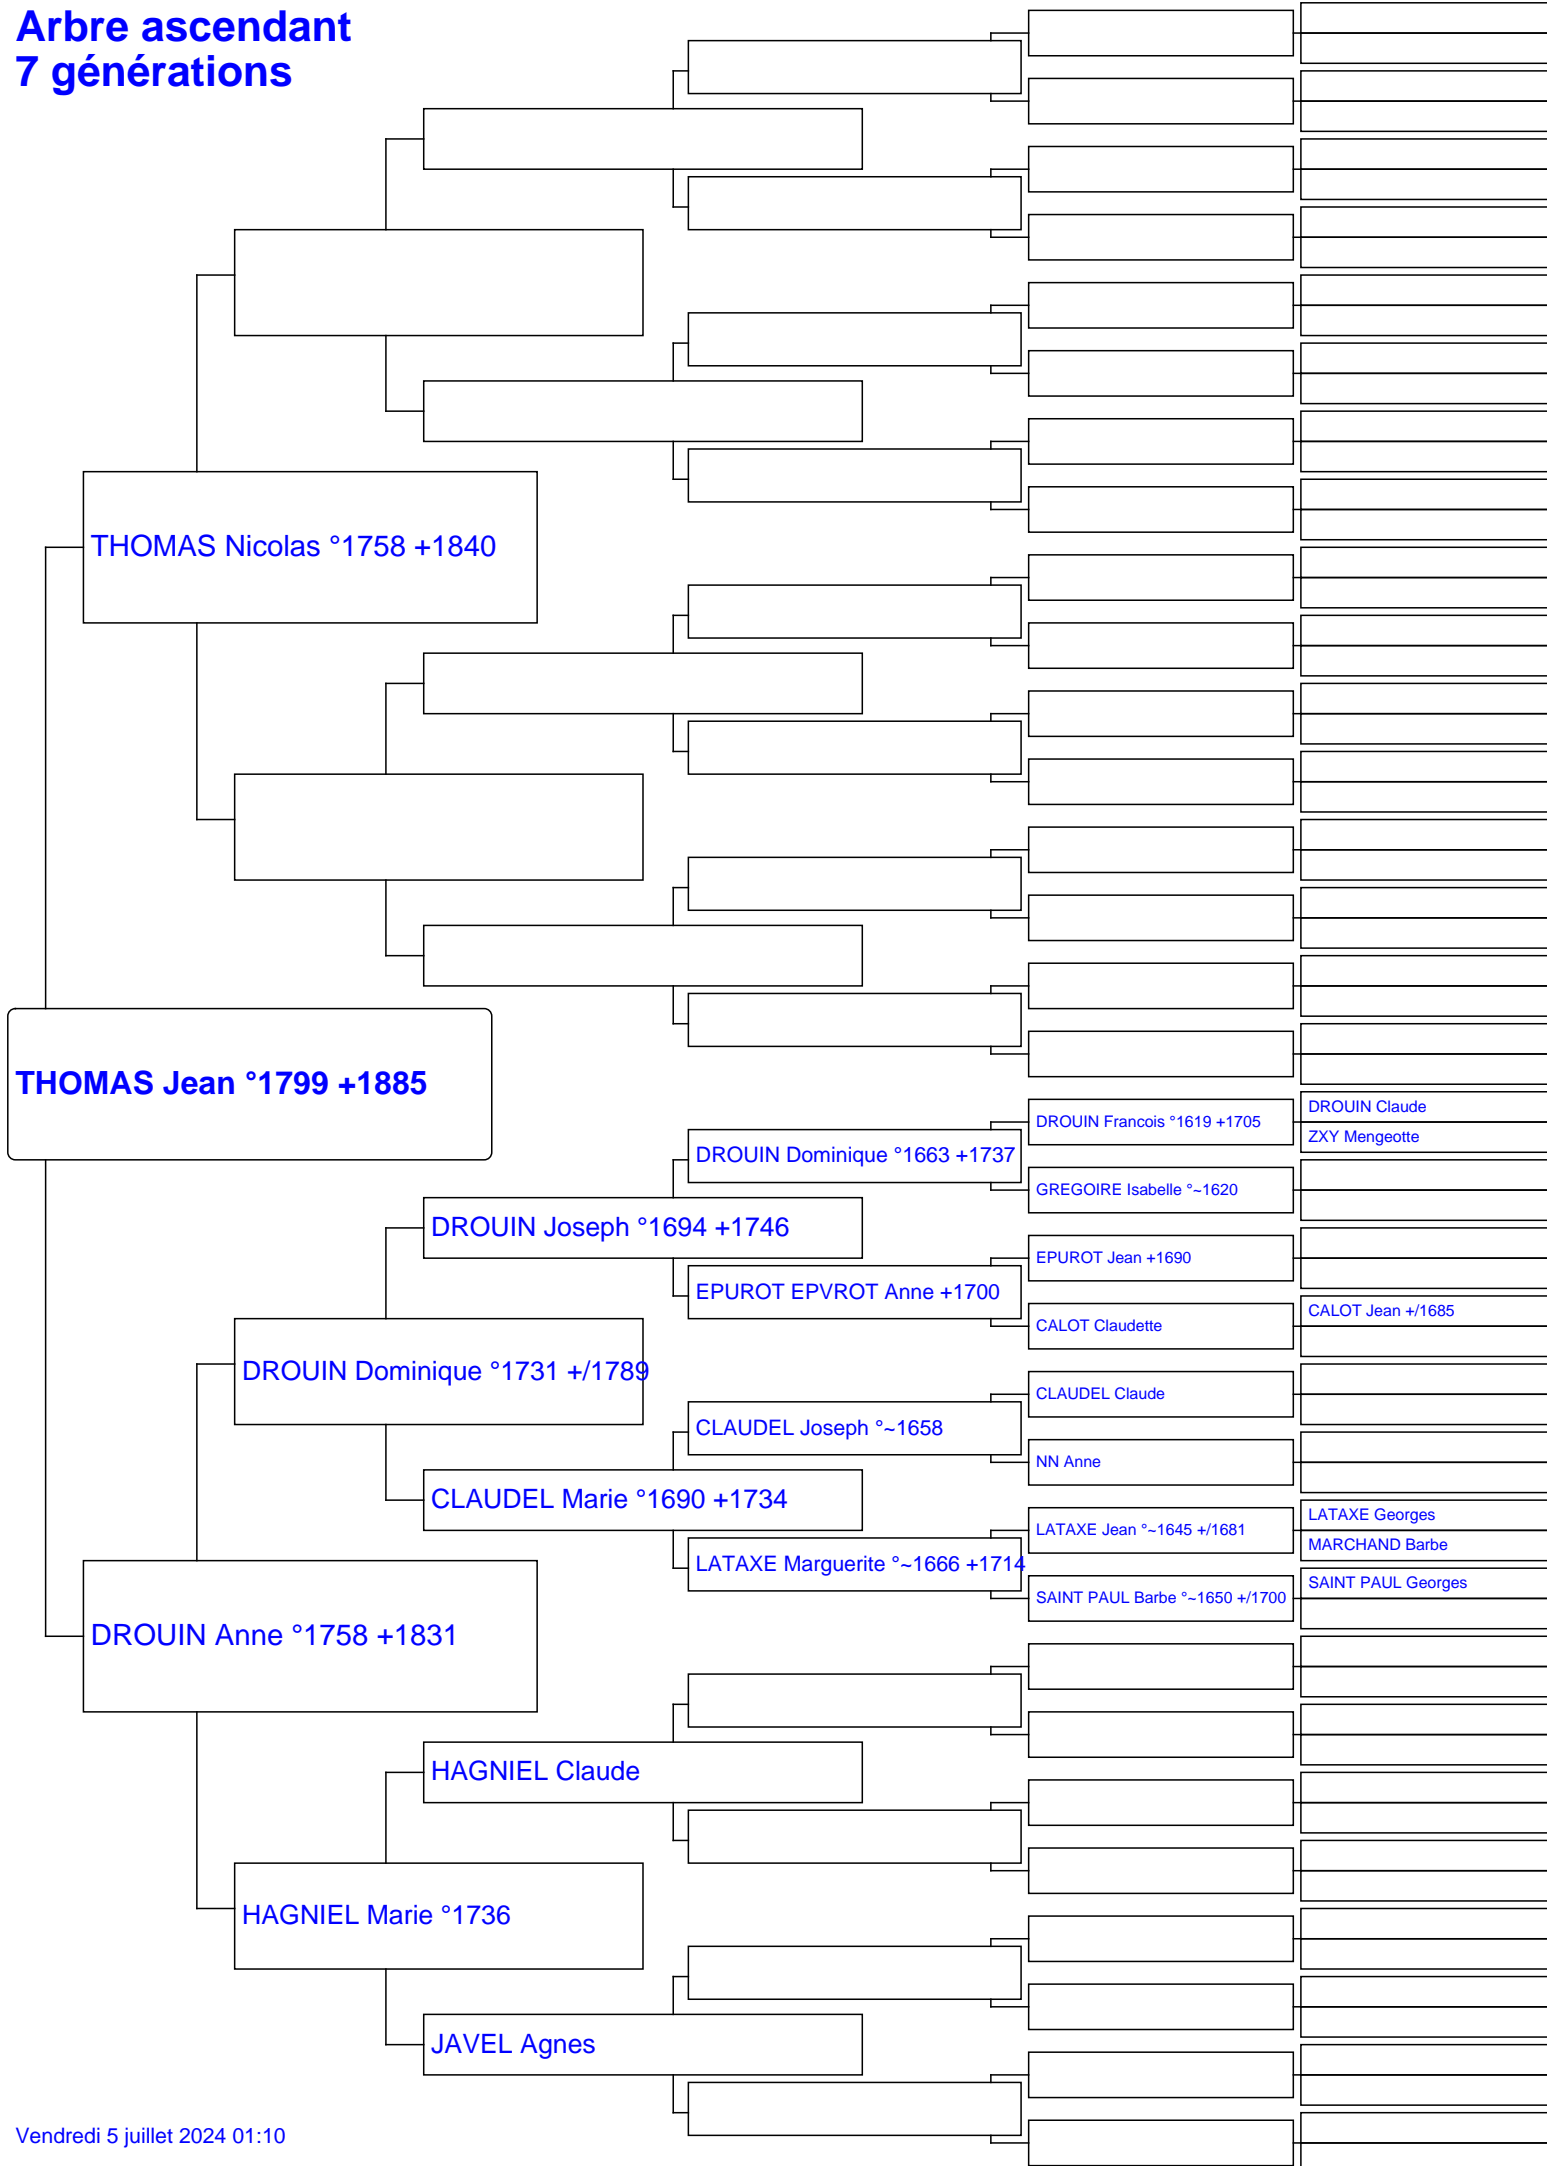 Arbre ascendant
7 générations
THOMAS Nicolas °1758 +1840
THOMAS Jean °1799 +1885
DROUIN Claude
DROUIN Francois °1619 +1705
ZXY Mengeotte
DROUIN Dominique °1663 +1737
GREGOIRE Isabelle °~1620
DROUIN Joseph °1694 +1746
EPUROT Jean +1690
EPUROT EPVROT Anne +1700
CALOT Jean +/1685
CALOT Claudette
DROUIN Dominique °1731 +/1789
CLAUDEL Claude
CLAUDEL Joseph °~1658
NN Anne
CLAUDEL Marie °1690 +1734
LATAXE Georges
LATAXE Jean °~1645 +/1681
MARCHAND Barbe
LATAXE Marguerite °~1666 +1714
SAINT PAUL Georges
SAINT PAUL Barbe °~1650 +/1700
DROUIN Anne °1758 +1831
HAGNIEL Claude
HAGNIEL Marie °1736
JAVEL Agnes
Vendredi 5 juillet 2024 01:10